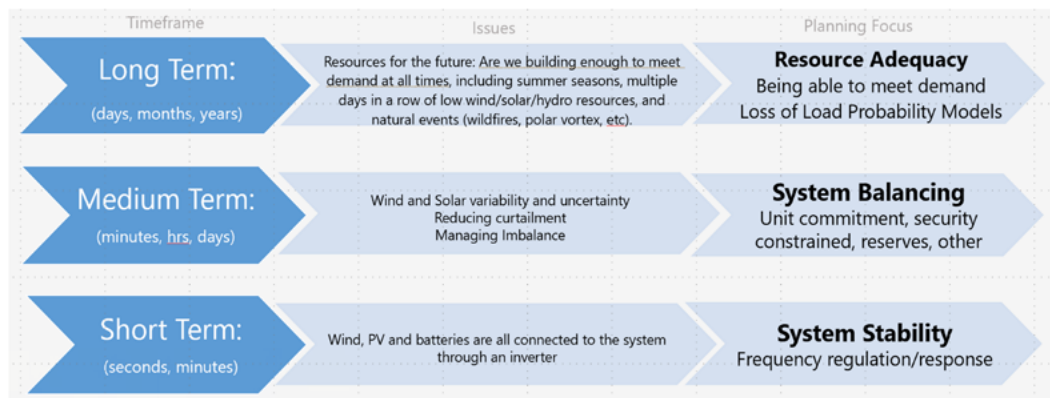 Timeframe
Issues
Planning Focus
Long Term:
(days, months, years)
Resources for the future: Are we building enough to meet
demand at all times, including summer seasons, multiple
days in a row of low wind/solar/hydro resources, and
natural events (wildfires, polar vortex, etc).
Resource Adequacy
Being able to meet demand
Loss of Load Probability Models
Medium Term:
(minutes, hrs, days)
Wind and Solar variability and uncertainty
Reducing curtailment
Managing Imbalance
System Balancing
Unit commitment, security
constrained, reserves, other
Short Term:
(seconds, minutes)
Wind, PV and batteries are all connected to the system
through an inverter
System Stability
Frequency regulation/response